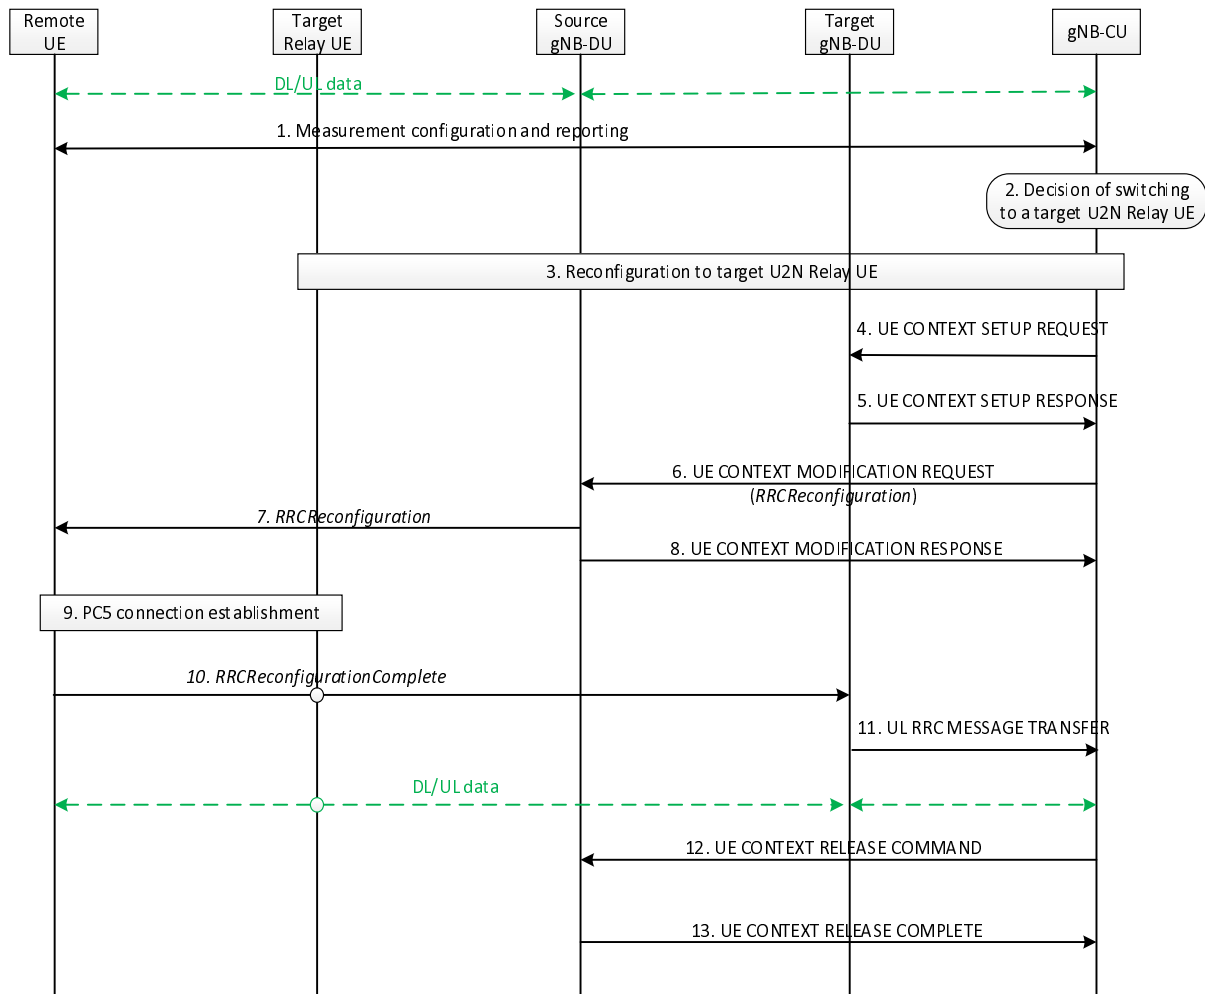 Remote
UE
Target
Relay UE
Source
gNB-DU
Target
gNB-DU
gNB-CU
DL/UL data
1. Measurement configuration and reporting
2. Decision of switching
to a target U2N Relay UE
3. Reconfiguration to target U2N Relay UE
4. UE CONTEXT SETUP REQUEST
5. UE CONTEXT SETUP RESPONSE
6. UE CONTEXT MODIFICATION REQUEST
(RRCReconfiguration)
7. RRCReconfiguration
8. UE CONTEXT MODIFICATION RESPONSE
9. PC5 connection establishment
10. RRCReconfigurationComplete
11. UL RRC MESSAGE TRANSFER
DL/UL data
12. UE CONTEXT RELEASE COMMAND
13. UE CONTEXT RELEASE COMPLETE